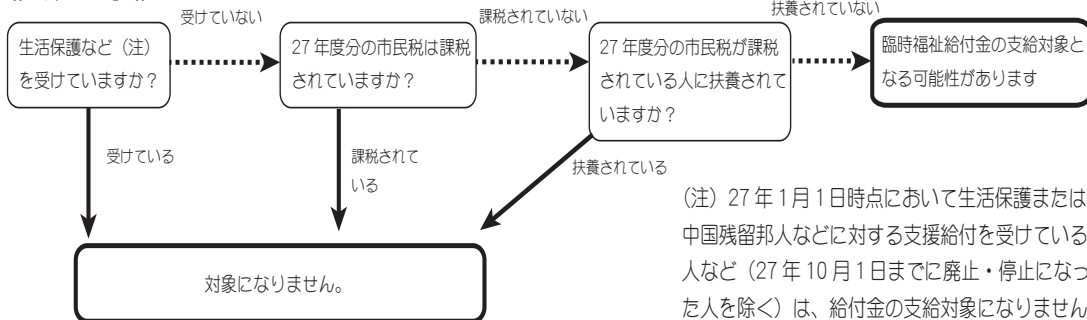 受けていない
課税されていない
扶養されていない
生活保護など（注）
を受けていますか？
27年度分の市民税は課税
されていますか？
27年度分の市民税が課税
されている人に扶養されて
いますか？
臨時福祉給付金の支給対象と
なる可能性があります
受けている
課税されて
いる
扶養されている
対象になりません。
（注）27年1月1日時点において生活保護または
中国残留邦人などに対する支援給付を受けている
人など（27年10月1日までに廃止・停止になっ
た人を除く）は、給付金の支給対象になりません